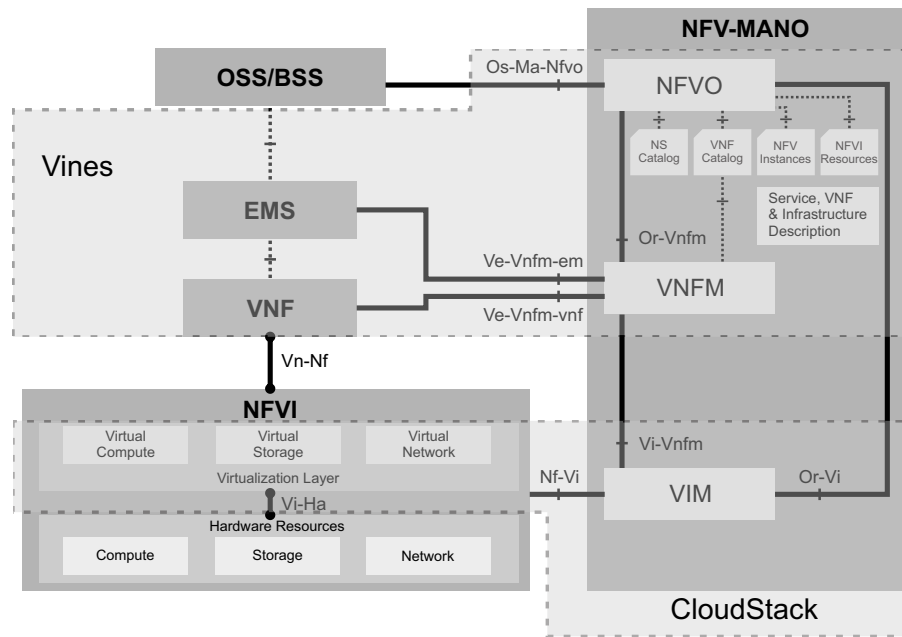 NFV-MANO
OSS/BSS
Os-Ma-Nfvo
NFVO
NS
Catalog
VNF
Catalog
NFV
Instances
NFVI
Resources
Vines
Service, VNF
& Infrastructure
Description
EMS
Or-Vnfm
Ve-Vnfm-em
VNFM
VNF
Ve-Vnfm-vnf
Vn-Nf
NFVI
Virtual
Compute
Virtual
Storage
Virtual
Network
Vi-Vnfm
Virtualization Layer
Nf-Vi
VIM
Or-Vi
Vi-Ha
Hardware Resources
Compute
Storage
Network
CloudStack